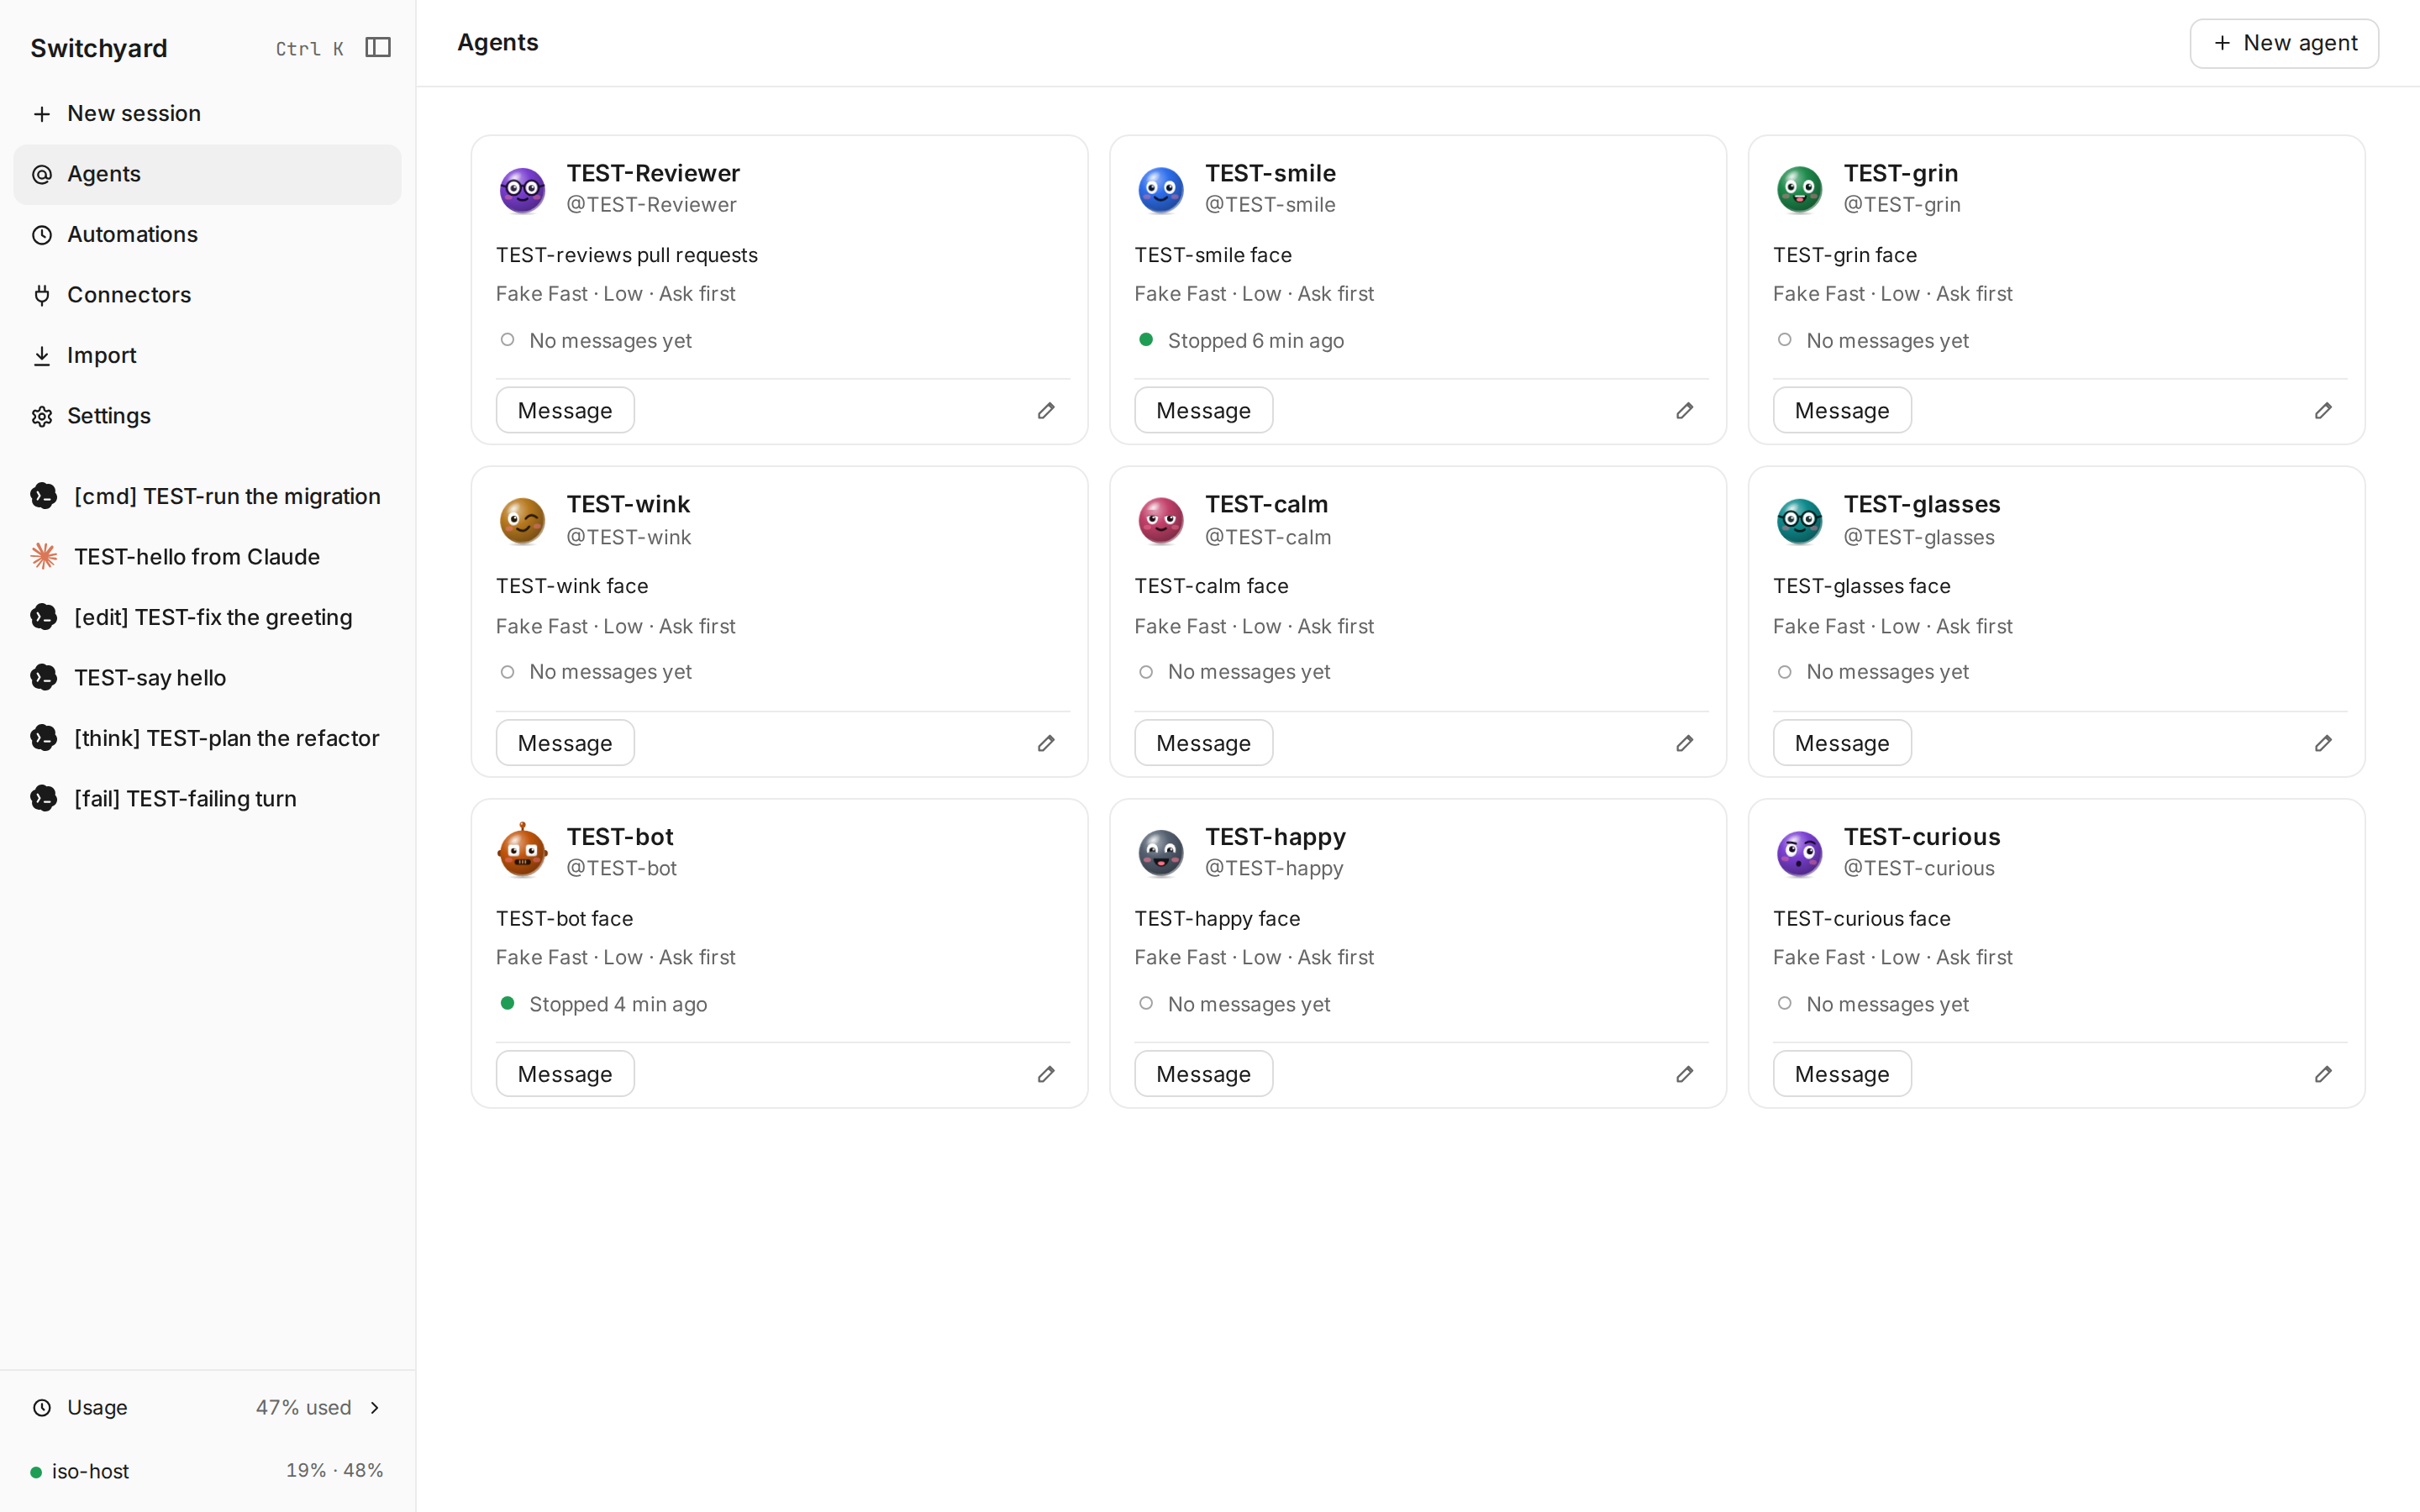 Switchyard
Ctrl K
New session
Agents
Automations
Connectors
Import
Settings
[cmd] TEST-run the migration
TEST-hello from Claude
[edit] TEST-fix the greeting
TEST-say hello
[think] TEST-plan the refactor
[fail] TEST-failing turn
Usage
47% used
iso-host
19% · 48%
Agents
New agent
TEST-Reviewer
@TEST-Reviewer
TEST-reviews pull requests
Fake Fast · Low · Ask first
No messages yet
Message
TEST-smile
@TEST-smile
TEST-smile face
Fake Fast · Low · Ask first
Stopped 6 min ago
Message
TEST-grin
@TEST-grin
TEST-grin face
Fake Fast · Low · Ask first
No messages yet
Message
TEST-wink
@TEST-wink
TEST-wink face
Fake Fast · Low · Ask first
No messages yet
Message
TEST-calm
@TEST-calm
TEST-calm face
Fake Fast · Low · Ask first
No messages yet
Message
TEST-glasses
@TEST-glasses
TEST-glasses face
Fake Fast · Low · Ask first
No messages yet
Message
TEST-bot
@TEST-bot
TEST-bot face
Fake Fast · Low · Ask first
Stopped 4 min ago
Message
TEST-happy
@TEST-happy
TEST-happy face
Fake Fast · Low · Ask first
No messages yet
Message
TEST-curious
@TEST-curious
TEST-curious face
Fake Fast · Low · Ask first
No messages yet
Message